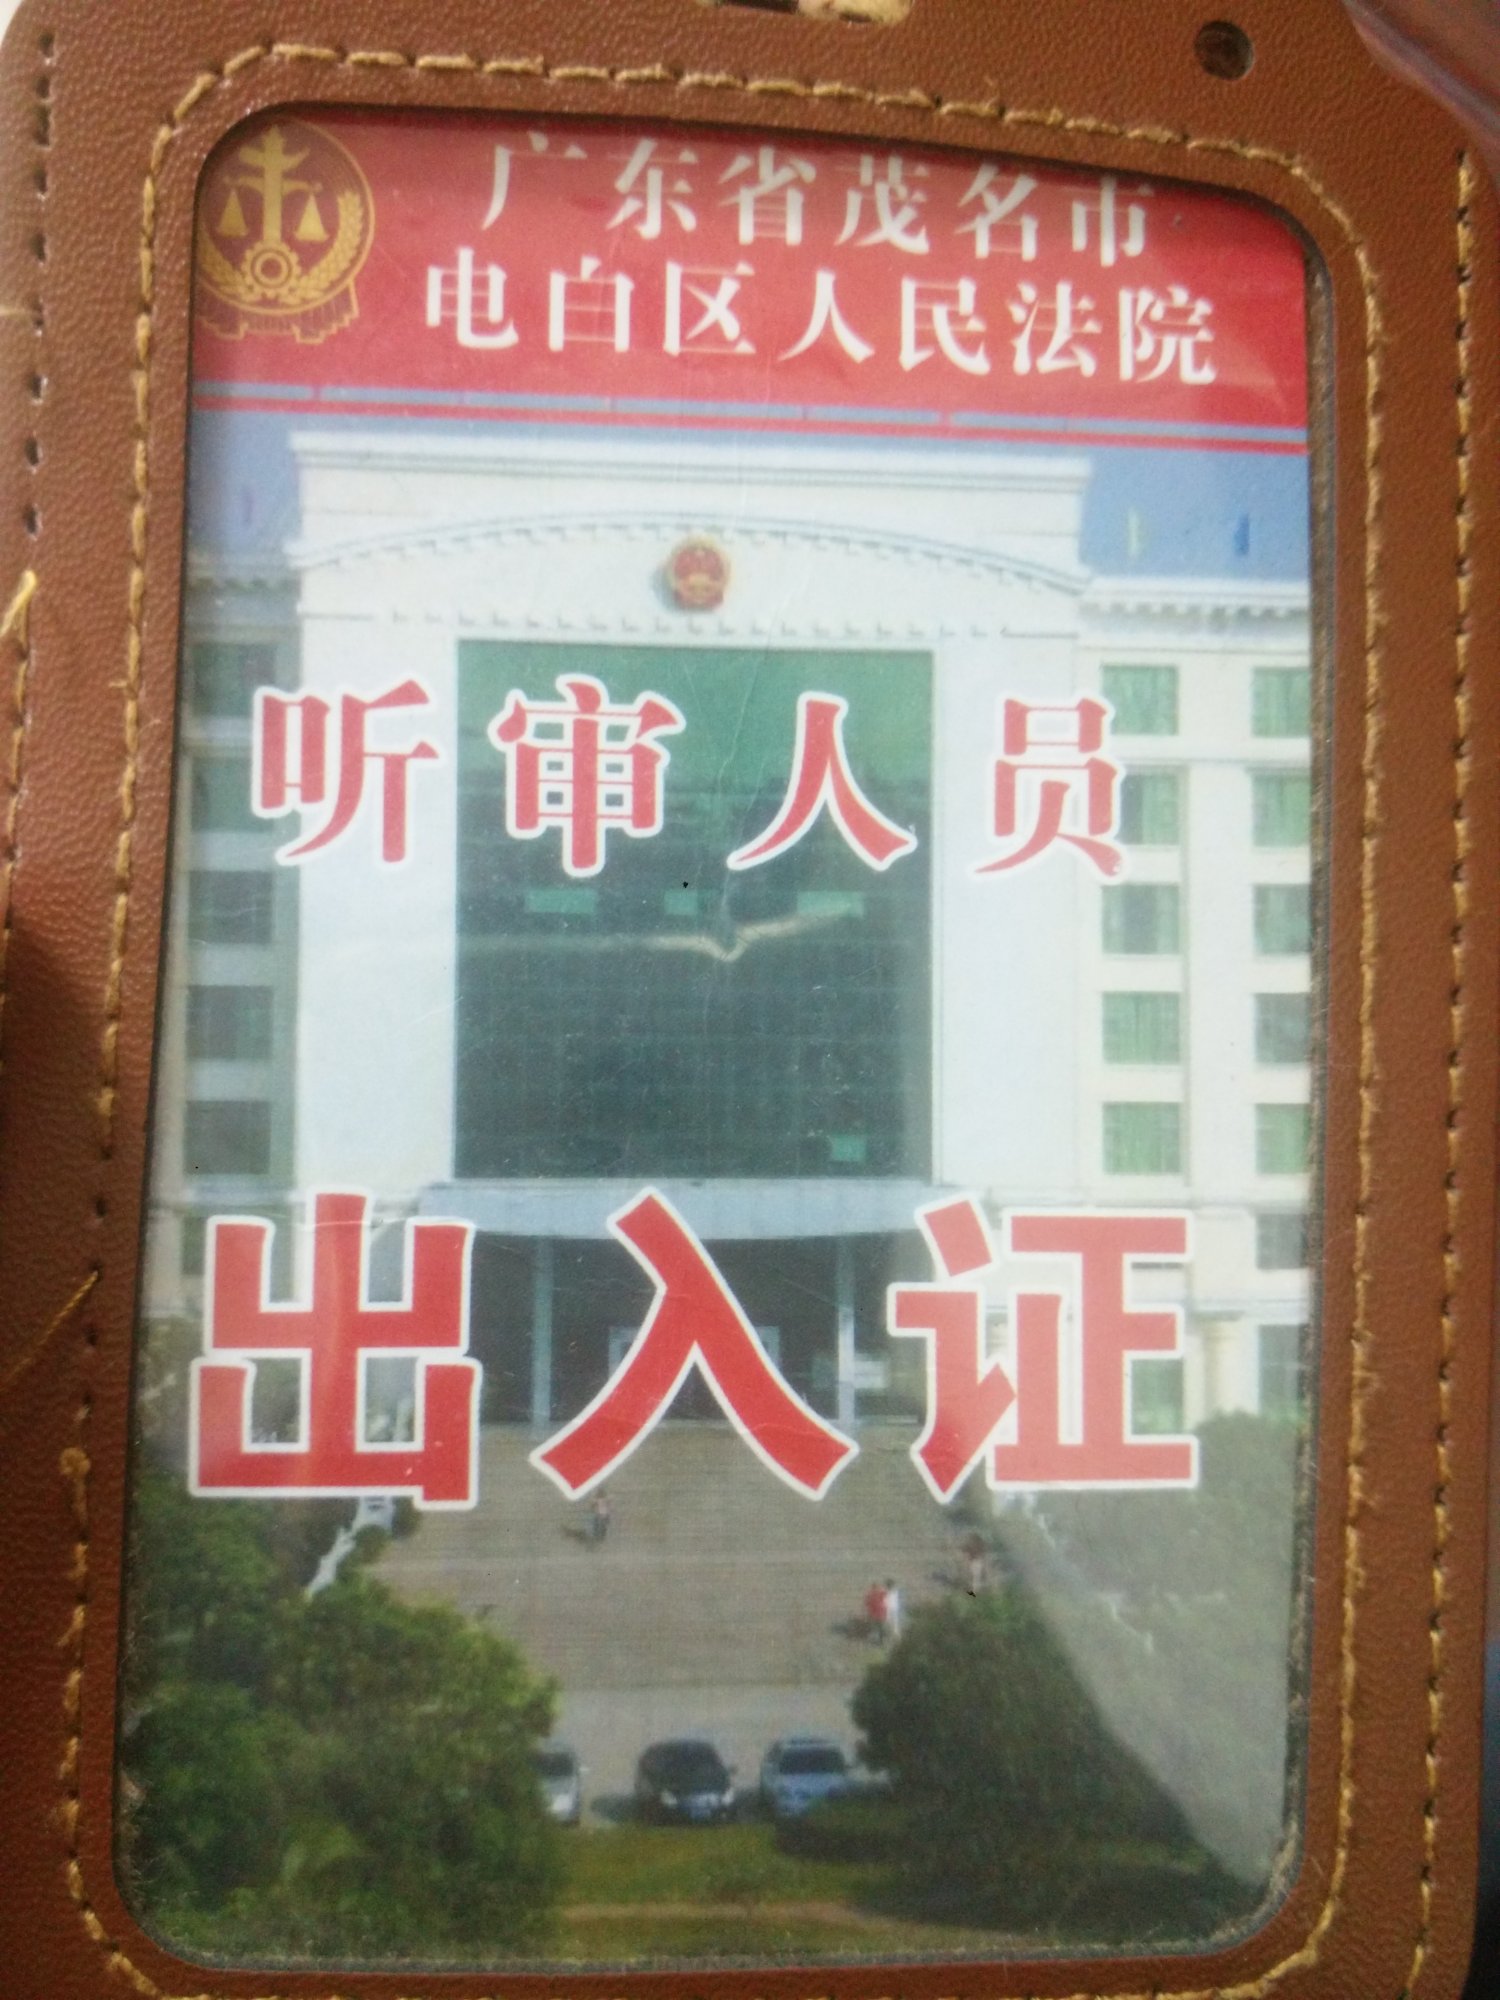 广东省茂名市
电白区人民法院
听审人员
出入证